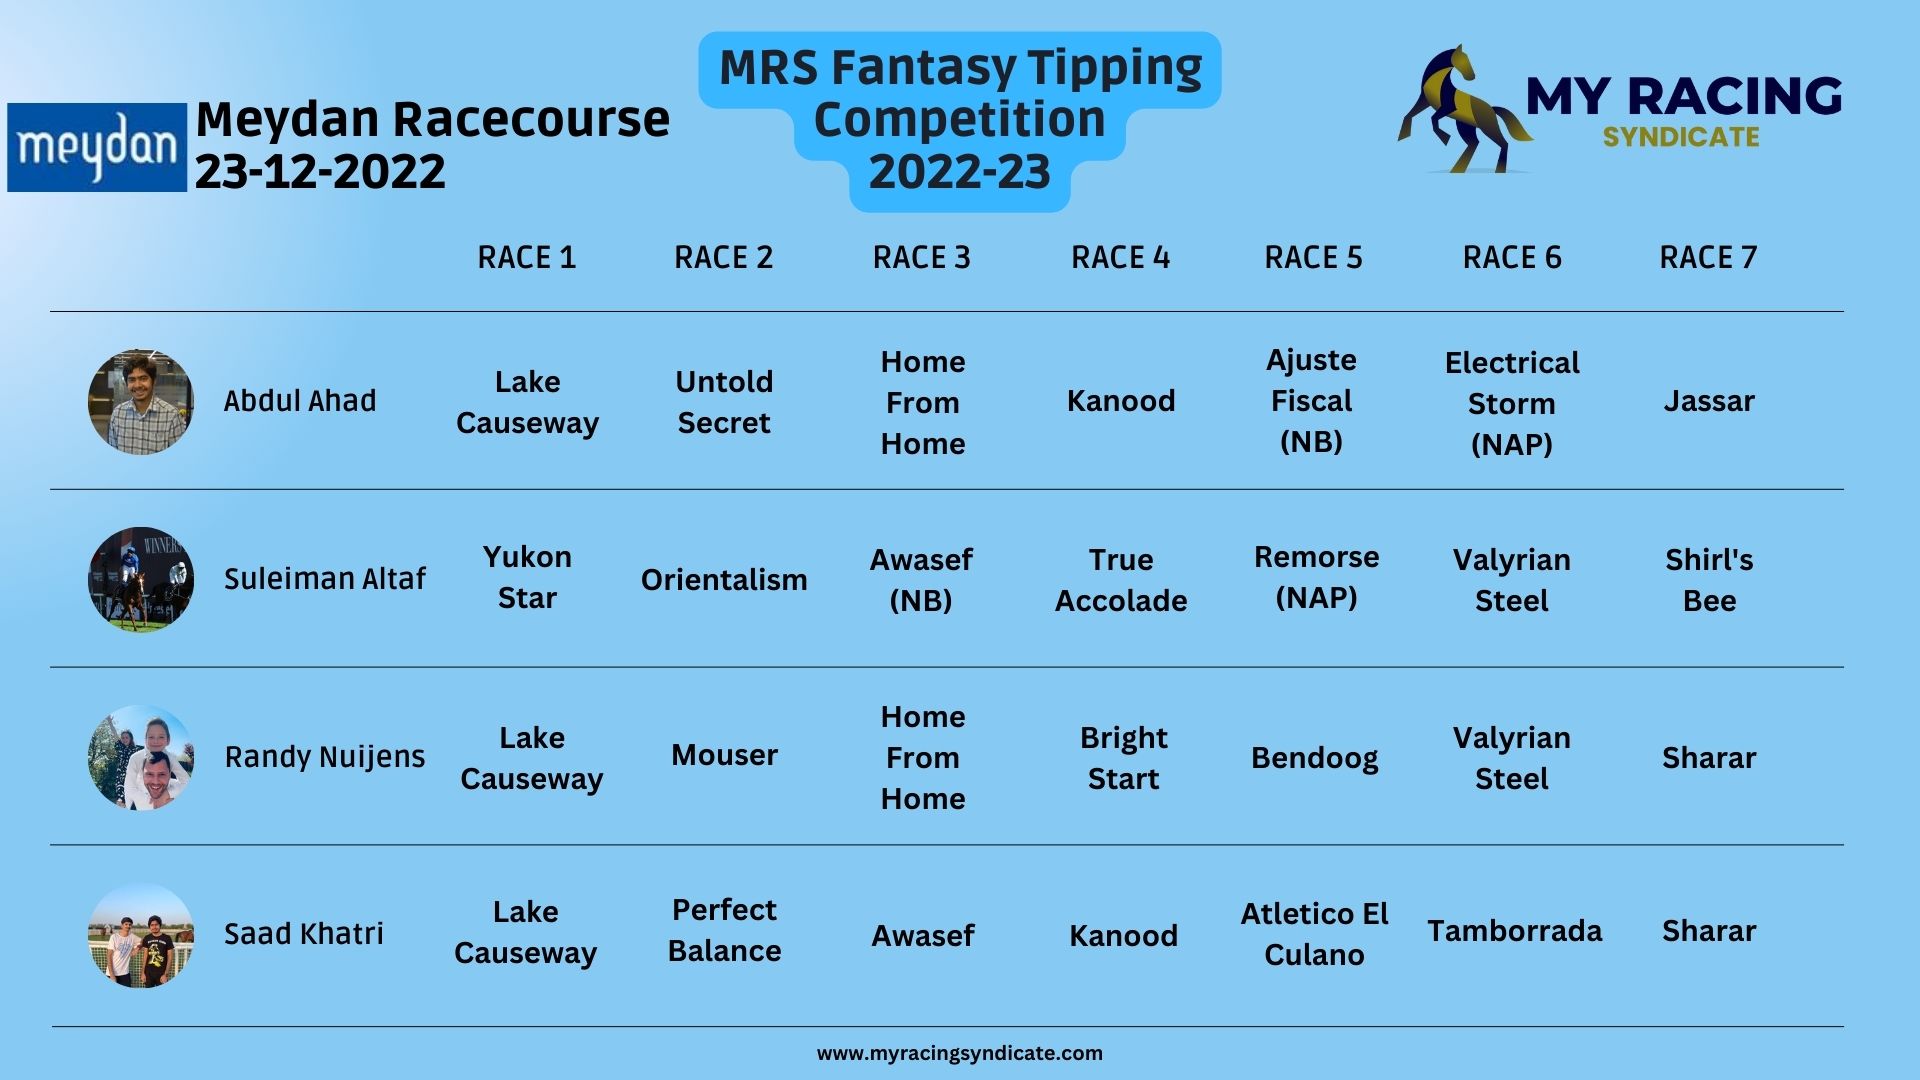 MRS Fantasy Tipping
Competition
2022-23
meydan
Meydan Racecourse
23-12-2022
MY RACING
SYNDICATE
RACE 1 RACE 2 RACE 3 RACE 4 RACE 5 RACE 6 RACE 7
Abdul Ahad
Lake
Causeway
Untold
Secret
Home
From
Home
Kanood
Ajuste
Fiscal
(NB)
Electrical
Storm
(NAP)
Jassar
WINNERS
Suleiman Altaf
Yukon
Star
Orientalism
Awasef
(NB)
True
Accolade
Remorse
(NAP)
Valyrian
Steel
Shirl's
Bee
Randy Nuijens
Lake
Causeway
Mouser
Home
From
Home
Bright
Start
Bendoog
Valyrian
Steel
Sharar
Saad Khatri
Lake
Causeway
Perfect
Balance
Awasef
Kanood
Atletico El
Culano
Tamborrada
Sharar
www.myracingsyndicate.com